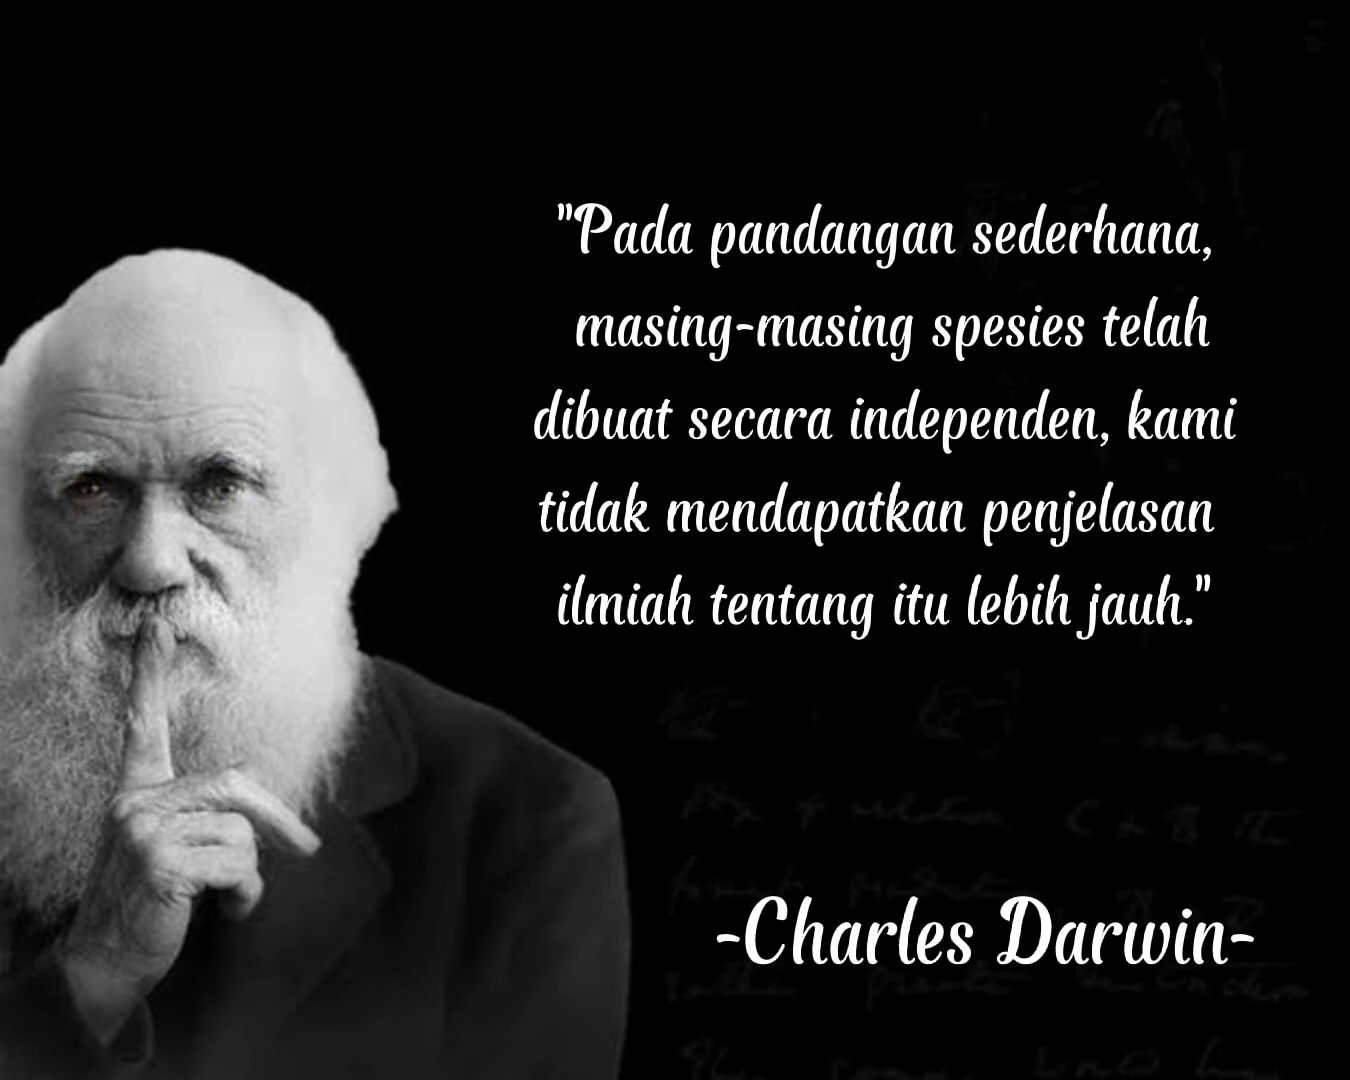 "Pada pandangan sederhana,
masing-masing spesies telah
dibuat secara independen, kami
tidak mendapatkan penjelasan
ilmiah tentang itu lebih jauh."
-Charles Darwin-